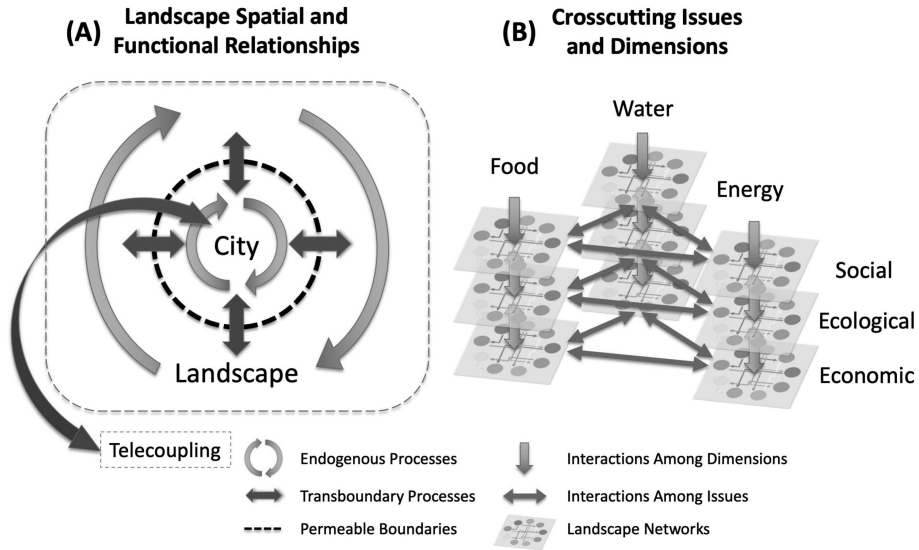 (A)
Landscape Spatial and
Functional Relationships
City
Landscape
Telecoupling
(B)
Crosscutting Issues
and Dimensions
Water
Food
Energy
Social
Ecological
Economic
Endogenous Processes
Transboundary Processes
Permeable Boundaries
Interactions Among Dimensions
Interactions Among Issues
Landscape Networks